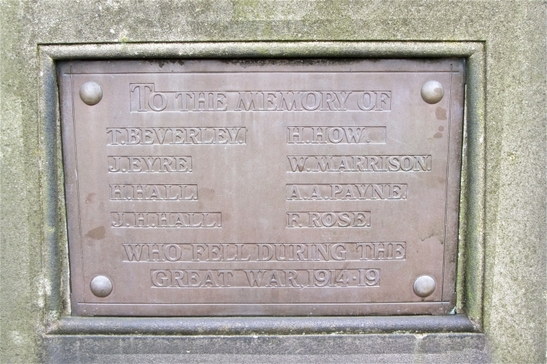 TO THE MEMORY OF
T. BEVERLEY. H. HOW.
J. EYRE. W. MARRISON
H. HALL. A. A. PAYNE.
J. H. HALL. F. ROSE.
WHO FELL DURING THE
GREAT WAR, 1914-19